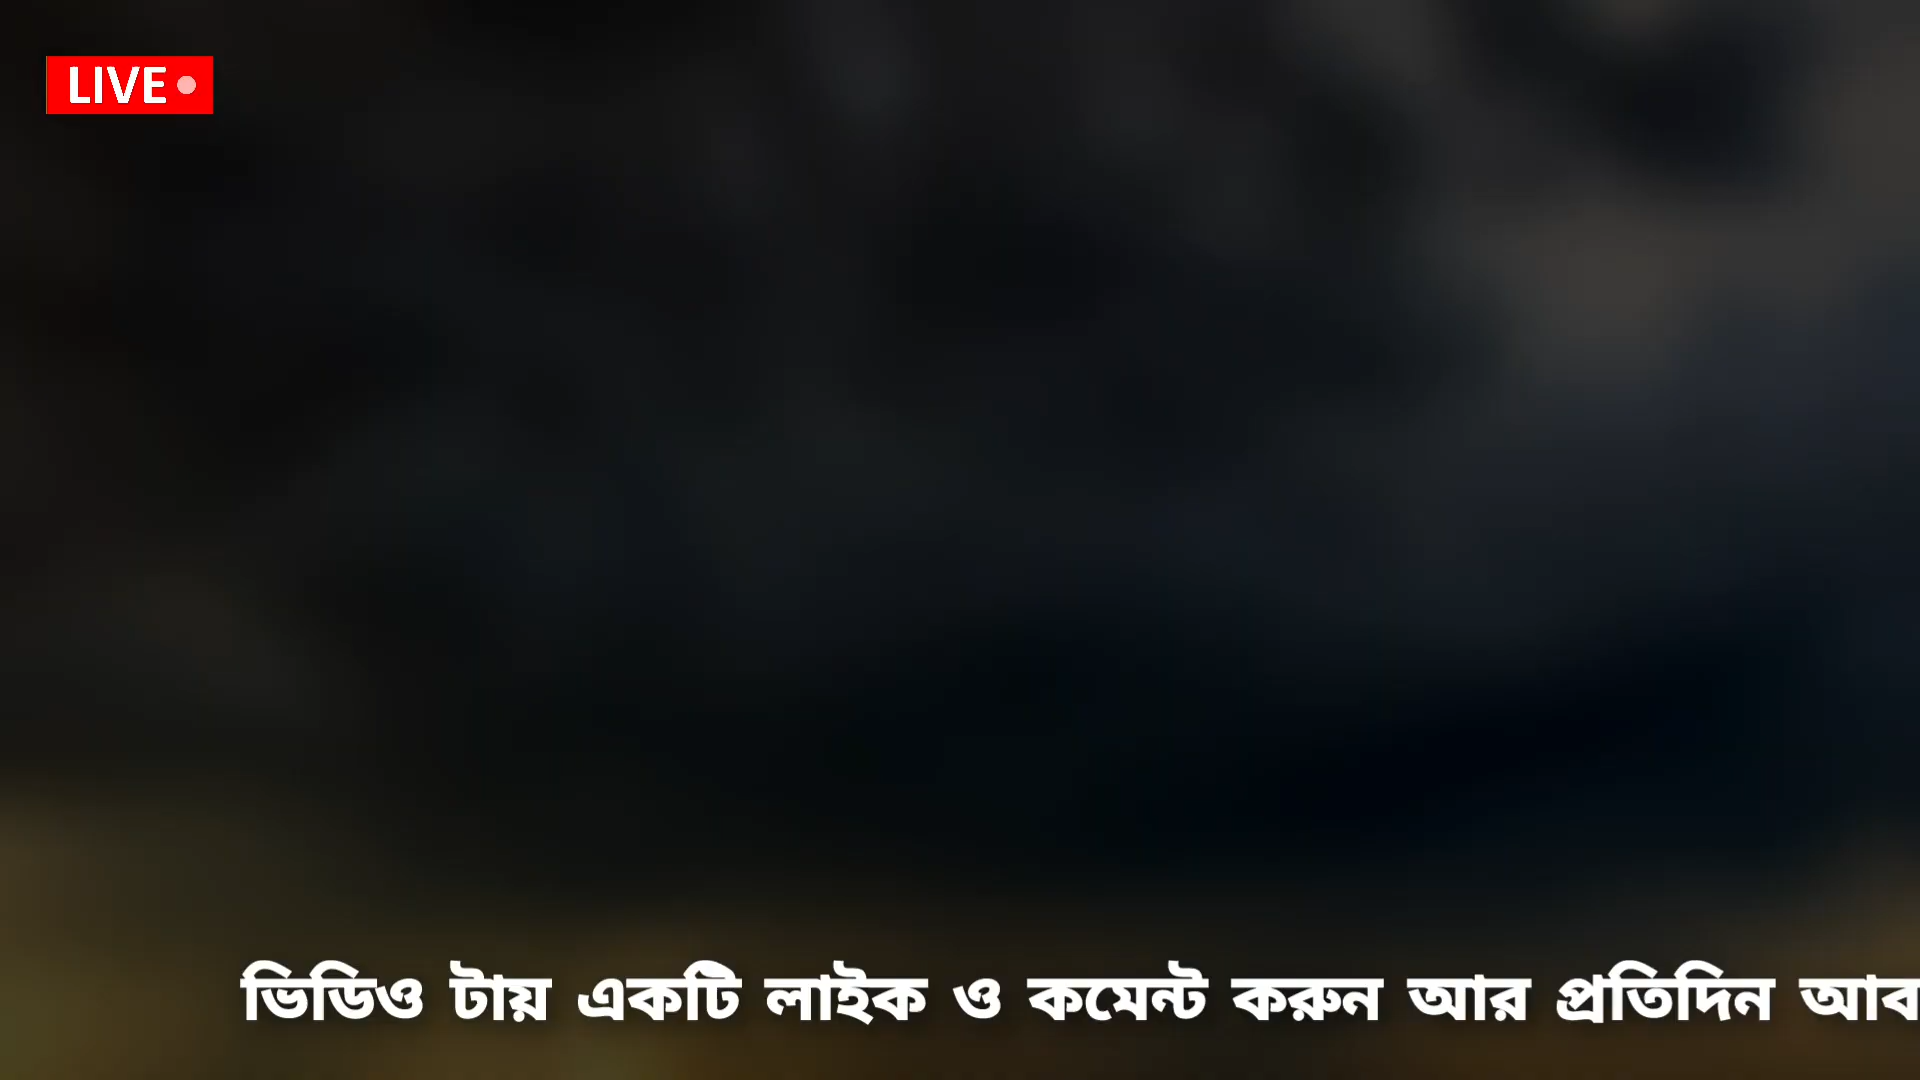 LIVE
ভিডিও টায় একটি লাইক ও কমেন্ট করুন আর প্রতিদিন